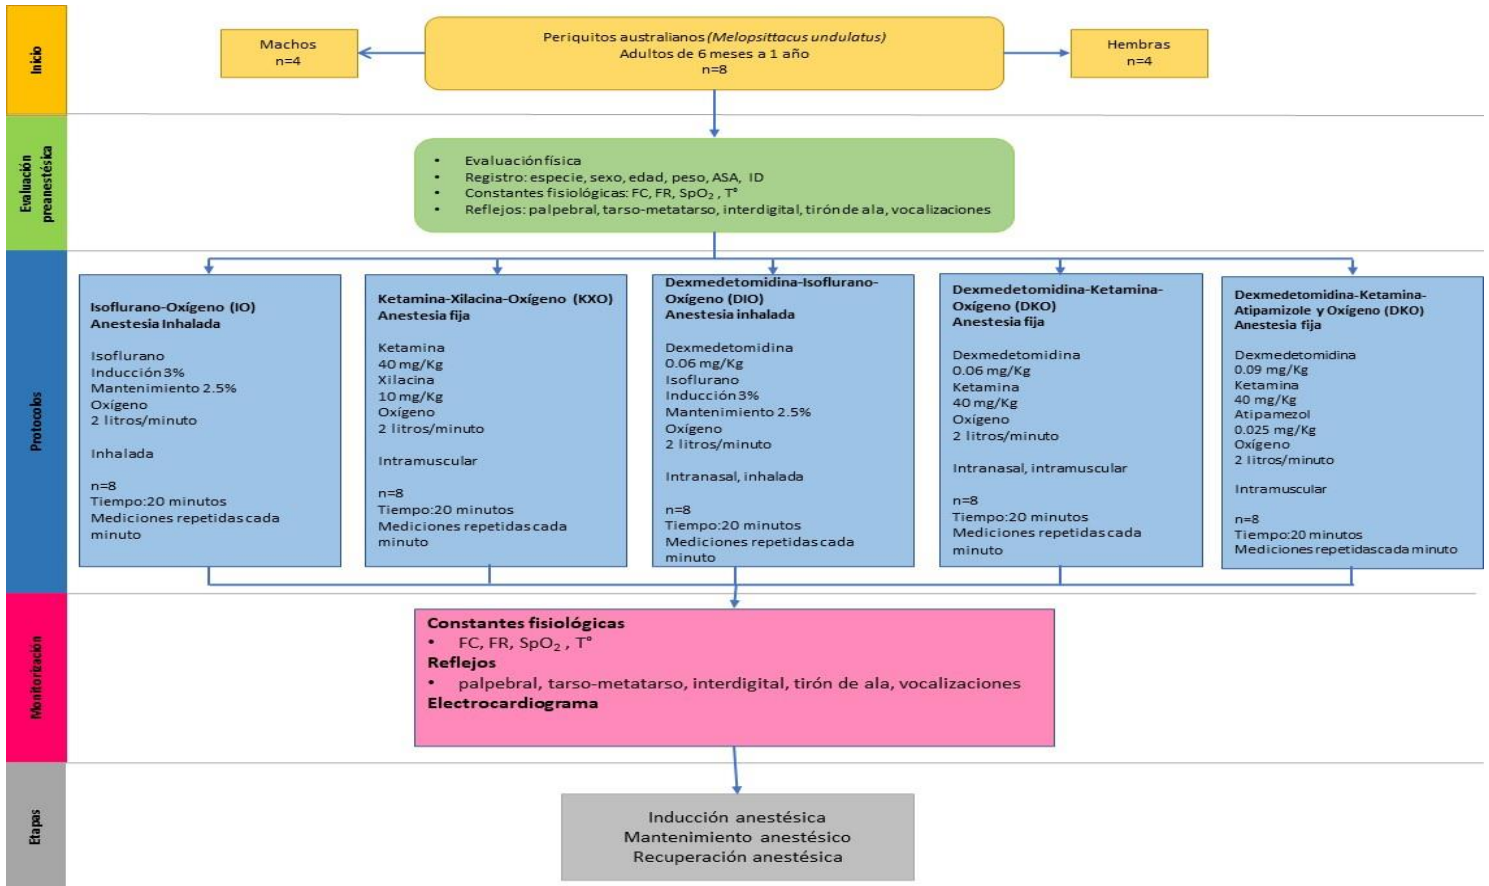 Inicio
Machos
n=4
Periquitos australianos (Melopsittacus undulatus)
Adultos de 6 meses a 1 año
n=8
Hembras
n=4
Evaluación
preanestésica
• Evaluación física
• Registro: especie, sexo, edad, peso, ASA, ID
• Constantes fisiológicas: FC, FR, SpO₂ , T°
• Reflejos: palpebral, tarso-metatarso, interdigital, tirón de ala, vocalizaciones
Protocolos
Isoflurano-Oxígeno (IO)
Anestesia Inhalada
Isoflurano
Inducción 3%
Mantenimiento 2.5%
Oxígeno
2 litros/minuto
Inhalada
n=8
Tiempo:20 minutos
Mediciones repetidas cada
minuto
Ketamina-Xilacina-Oxígeno (KXO)
Anestesia fija
Ketamina
40 mg/Kg
Xilacina
10 mg/Kg
Oxígeno
2 litros/minuto
Intramuscular
n=8
Tiempo:20 minutos
Mediciones repetidas cada
minuto
Dexmedetomidina-Isoflurano-
Oxígeno (DIO)
Anestesia inhalada
Dexmedetomidina
0.06 mg/Kg
Isoflurano
Inducción 3%
Mantenimiento 2.5%
Oxígeno
2 litros/minuto
Intranasal, inhalada
n=8
Tiempo:20 minutos
Mediciones repetidas cada
minuto
Dexmedetomidina-Ketamina-
Oxígeno (DKO)
Anestesia fija
Dexmedetomidina
0.06 mg/Kg
Ketamina
40 mg/Kg
Oxígeno
2 litros/minuto
Intranasal, intramuscular
n=8
Tiempo:20 minutos
Mediciones repetidas cada
minuto
Dexmedetomidina-Ketamina-
Atipamizole y Oxígeno (DKO)
Anestesia fija
Dexmedetomidina
0.09 mg/Kg
Ketamina
40 mg/Kg
Atipamezol
0.025 mg/Kg
Oxígeno
2 litros/minuto
Intramuscular
n=8
Tiempo:20 minutos
Mediciones repetidas cada minuto
Monitorización
Constantes fisiológicas
• FC, FR, SpO₂ , T°
Reflejos
• palpebral, tarso-metatarso, interdigital, tirón de ala, vocalizaciones
Electrocardiograma
Etapas
Inducción anestésica
Mantenimiento anestésico
Recuperación anestésica